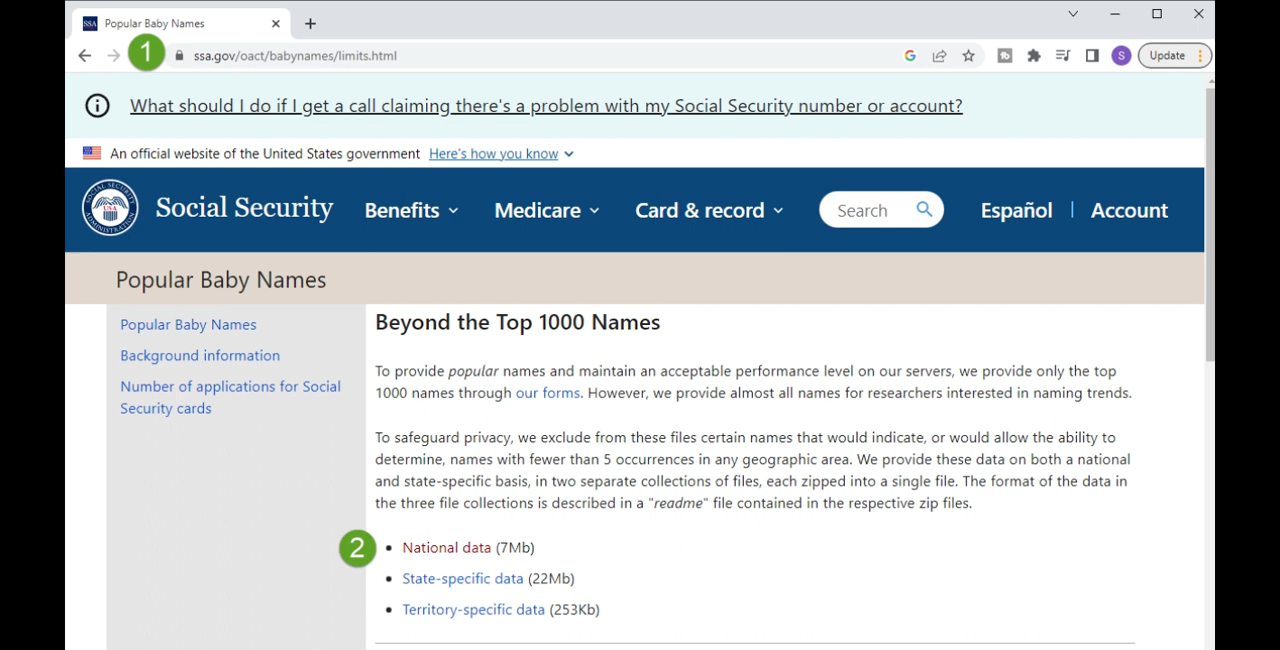 SSA Popular Baby Names
1
ssa.gov/oact/babynames/limits.html
G
S
Update
What should I do if I get a call claiming there's a problem with my Social Security number or account?
An official website of the United States government Here's how you know
USA
Social Security Benefits Medicare Card & record Search Español | Account
Popular Baby Names
Popular Baby Names
Background information
Number of applications for Social
Security cards
Beyond the Top 1000 Names
To provide popular names and maintain an acceptable performance level on our servers, we provide only the top
1000 names through our forms. However, we provide almost all names for researchers interested in naming trends.
To safeguard privacy, we exclude from these files certain names that would indicate, or would allow the ability to
determine, names with fewer than 5 occurrences in any geographic area. We provide these data on both a national
and state-specific basis, in two separate collections of files, each zipped into a single file. The format of the data in
the three file collections is described in a "readme" file contained in the respective zip files.
2
• National data (7Mb)
• State-specific data (22Mb)
• Territory-specific data (253Kb)